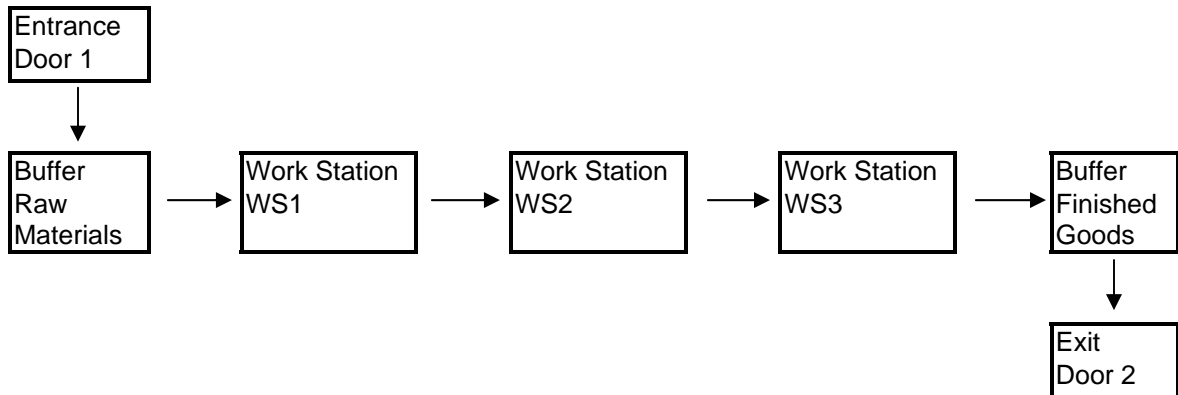 Entrance
Door 1
Buffer
Raw
Materials
Work Station
WS1
Work Station
WS2
Work Station
WS3
Buffer
Finished
Goods
Exit
Door 2